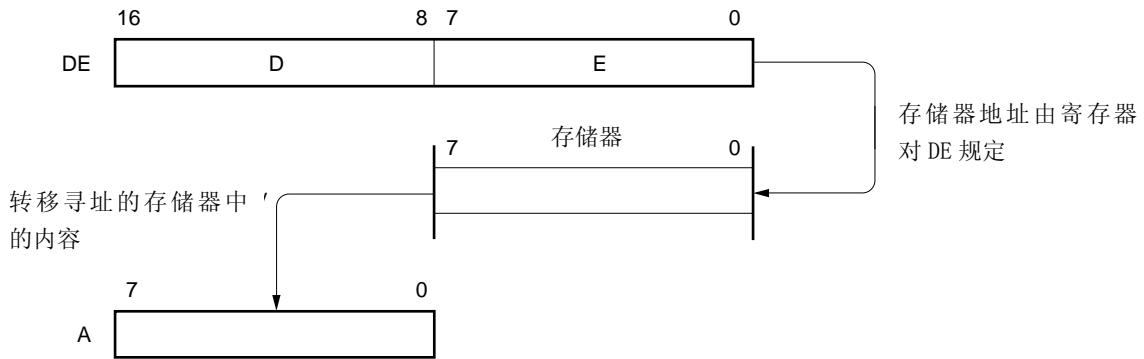 16 8 7 0
DE D E
存储器地址由寄存器
对 DE 规定
存储器
7 0
转移寻址的存储器中
的内容
7 0
A